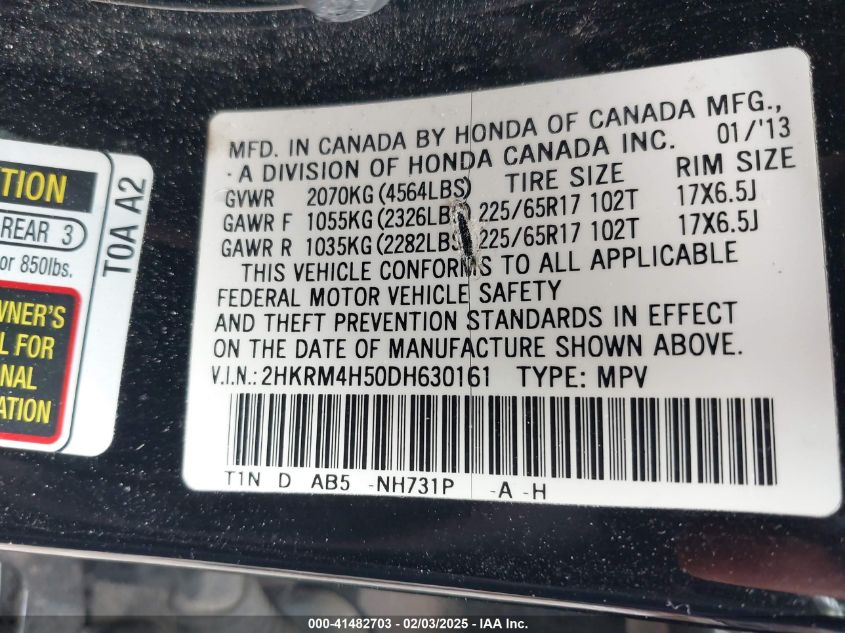 TION
REAR 3
or 850lbs.
WNER'S
L FOR
NAL
ATION
T0A A2
MFD. IN CANADA BY HONDA OF CANADA MFG.,
-A DIVISION OF HONDA CANADA INC. 01/'13
GVWR 2070KG(4564LBS) TIRE SIZE RIM SIZE
GAWR F 1055KG(2326LB 225/65R17 102T 17X6.5J
GAWR R 1035KG(2282LBS 225/65R17 102T 17X6.5J
THIS VEHICLE CONFORMS TO ALL APPLICABLE
FEDERAL MOTOR VEHICLE SAFETY
AND THEFT PREVENTION STANDARDS IN EFFECT
ON THE DATE OF MANUFACTURE SHOWN ABOVE.
V.I.N.: 2HKRM4H50DH630161 TYPE: MPV
T1N D AB5 -NH731P -A -H
000-41482703 - 02/03/2025 - IAA Inc.